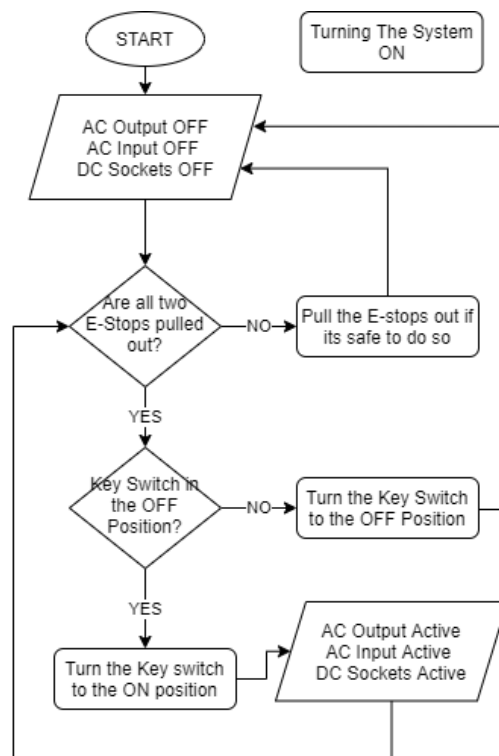 START
Turning The System
ON
AC Output OFF
AC Input OFF
DC Sockets OFF
Are all two
E-Stops pulled
out?
NO
Pull the E-stops out if
its safe to do so
YES
Key Switch in
the OFF
Position?
NO
Turn the Key Switch
to the OFF Position
YES
Turn the Key switch
to the ON position
AC Output Active
AC Input Active
DC Sockets Active